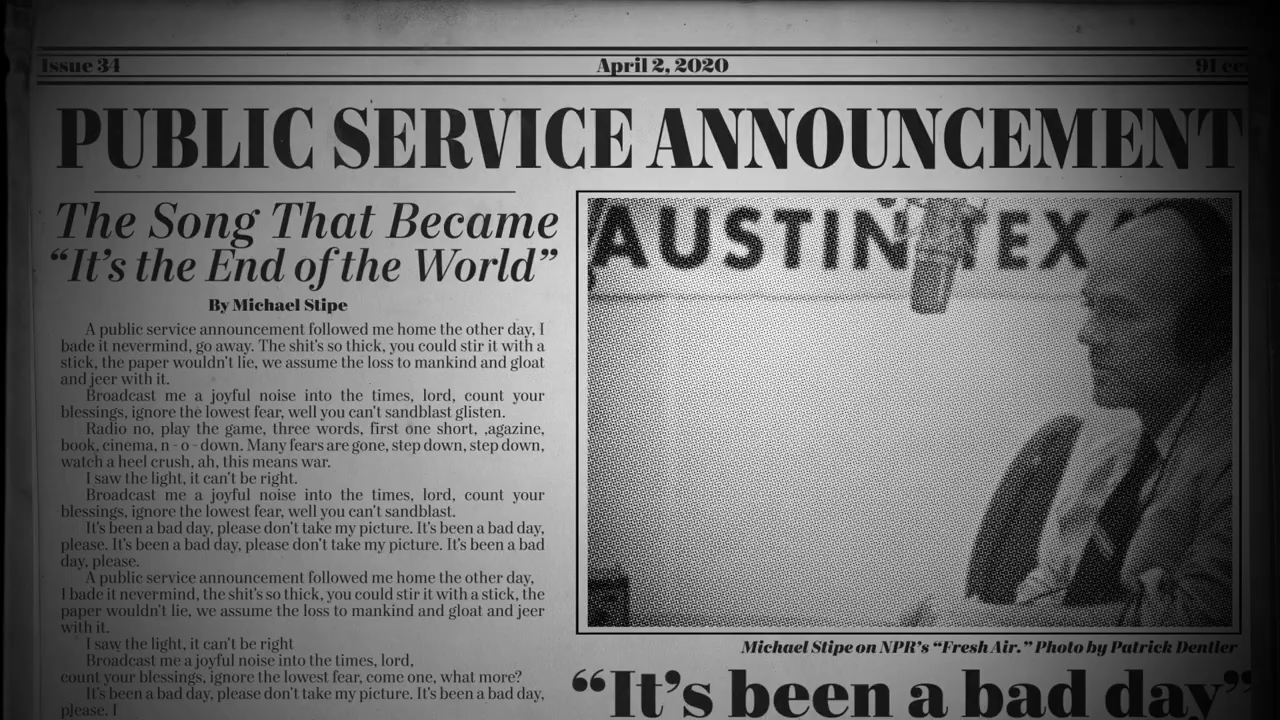 Issue 34
April 2, 2020
PUBLIC SERVICE ANNOUNCEMENT
The Song That Became
“It’s the End of the World”
By Michael Stipe
A public service announcement followed me home the other day, I
bade it nevermind, go away. The shit’s so thick, you could stir it with a
stick, the paper wouldn’t lie, we assume the loss to mankind and gloat
and jeer with it.
Broadcast me a joyful noise into the times, lord, count your
blessings, ignore the lowest fear, well you can’t sandblast glisten.
Radio no, play the game, three words, first one short, ,agazine,
book, cinema, n - o - down. Many fears are gone, step down, step down,
watch a heel crush, ah, this means war.
I saw the light, it can’t be right.
Broadcast me a joyful noise into the times, lord, count your
blessings, ignore the lowest fear, well you can’t sandblast.
It’s been a bad day, please don’t take my picture. It’s been a bad day,
please. It’s been a bad day, please don’t take my picture. It’s been a bad
day, please.
A public service announcement followed me home the other day,
I bade it nevermind, the shit’s so thick, you could stir it with a stick, the
paper wouldn’t lie, we assume the loss to mankind and gloat and jeer
with it.
I saw the light, it can’t be right
Broadcast me a joyful noise into the times, lord,
count your blessings, ignore the lowest fear, come one, what more?
It’s been a bad day, please don’t take my picture. It’s been a bad day,
please. I
AUSTIN TEX
Michael Stipe on NPR’s “Fresh Air.” Photo by Patrick Dentler
“It’s been a bad day”